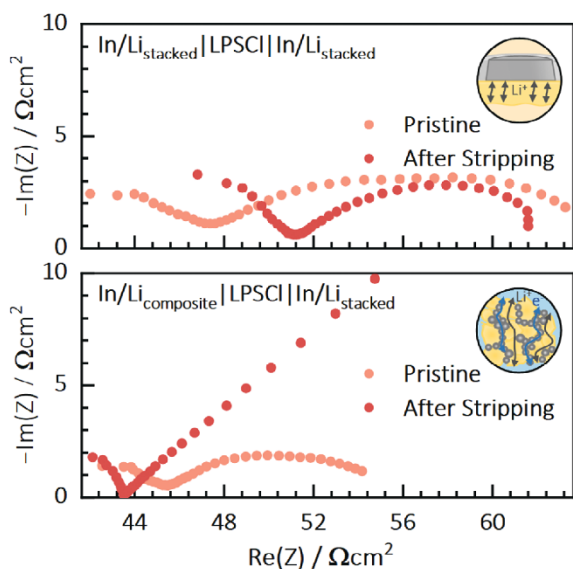 10
In/Li_stacked|LPSCl||In/Li_stacked
Li⁺
Pristine
After Stripping
5
0
−Im(Z) / Ωcm²
10
In/Li_composite|LPSCl||In/Li_stacked
Li⁺ e⁻
Pristine
After Stripping
5
0
−Im(Z) / Ωcm²
44 48 52 56 60
Re(Z) / Ωcm²